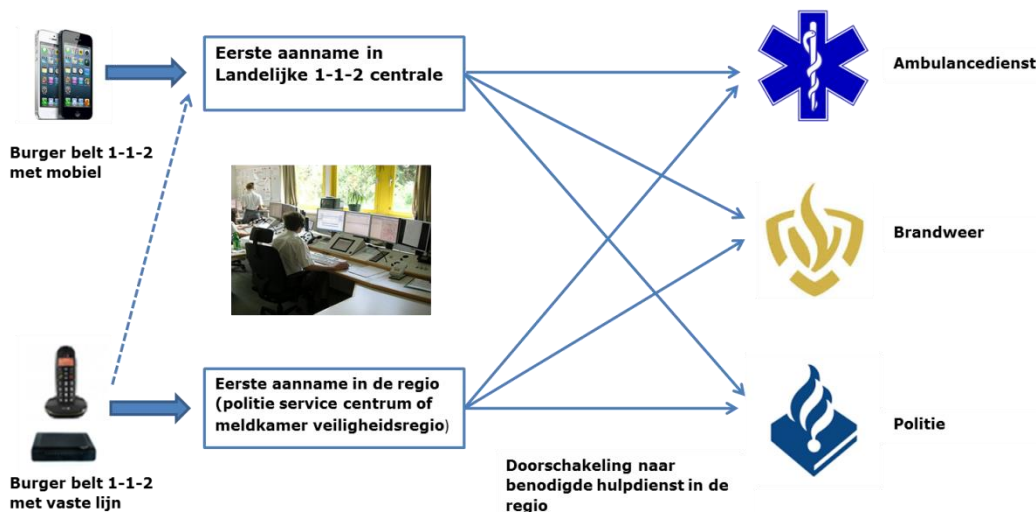 Eerste aanname in
Landelijke 1-1-2 centrale
Ambulancedienst
Burger belt 1-1-2
met mobiel
Brandweer
Eerste aanname in de regio
(politie service centrum of
meldkamer veiligheidsregio)
Politie
Doorschakeling naar
benodigde hulpdienst in de
regio
Burger belt 1-1-2
met vaste lijn